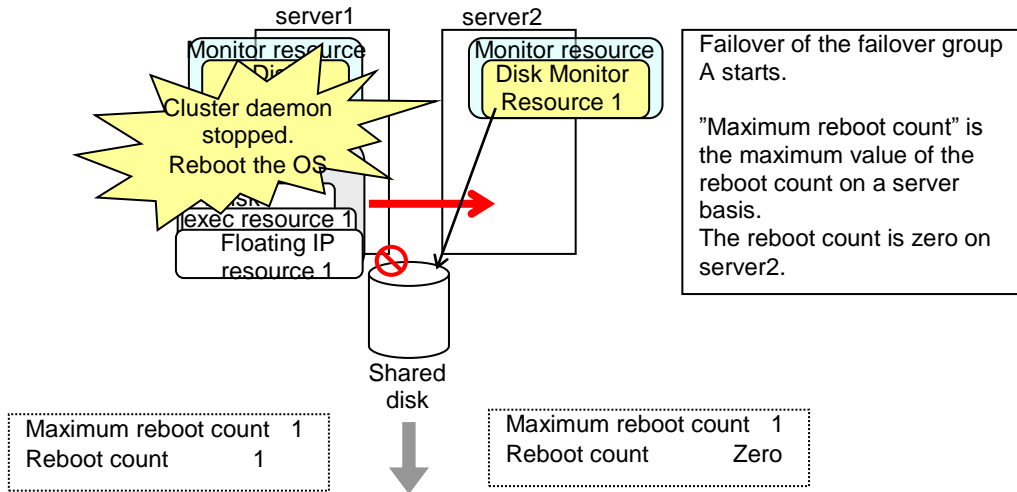 server1
server2
Monitor resource
Cluster daemon
stopped.
Reboot the OS
exec resource 1
Floating IP
resource 1
Monitor resource
Disk Monitor
Resource 1
Failover of the failover group
A starts.
”Maximum reboot count” is
the maximum value of the
reboot count on a server
basis.
The reboot count is zero on
server2.
Shared
disk
Maximum reboot count 1
Reboot count 1
Maximum reboot count 1
Reboot count Zero